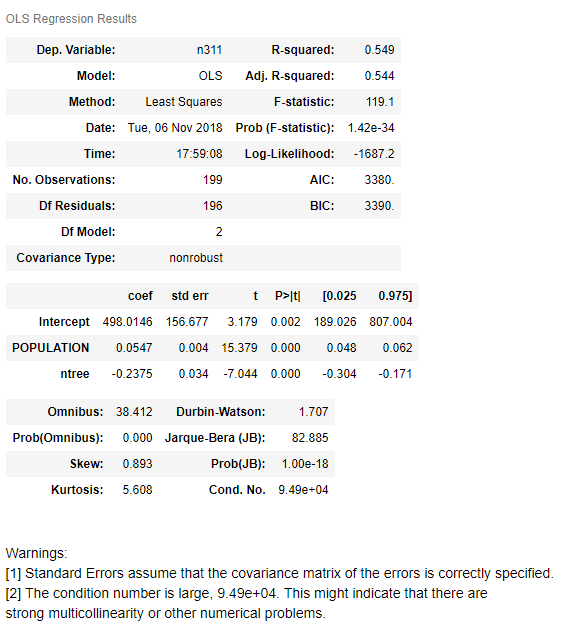 OLS Regression Results
Dep. Variable: n311 R-squared: 0.549
Model: OLS Adj. R-squared: 0.544
Method: Least Squares F-statistic: 119.1
Date: Tue, 06 Nov 2018 Prob (F-statistic): 1.42e-34
Time: 17:59:08 Log-Likelihood: -1687.2
No. Observations: 199 AIC: 3380.
Df Residuals: 196 BIC: 3390.
Df Model: 2
Covariance Type: nonrobust
coef std err t P>|t| [0.025 0.975]
Intercept 498.0146 156.677 3.179 0.002 189.026 807.004
POPULATION 0.0547 0.004 15.379 0.000 0.048 0.062
ntree -0.2375 0.034 -7.044 0.000 -0.304 -0.171
Omnibus: 38.412 Durbin-Watson: 1.707
Prob(Omnibus): 0.000 Jarque-Bera (JB): 82.885
Skew: 0.893 Prob(JB): 1.00e-18
Kurtosis: 5.608 Cond. No. 9.49e+04
Warnings:
[1] Standard Errors assume that the covariance matrix of the errors is correctly specified.
[2] The condition number is large, 9.49e+04. This might indicate that there are
strong multicollinearity or other numerical problems.